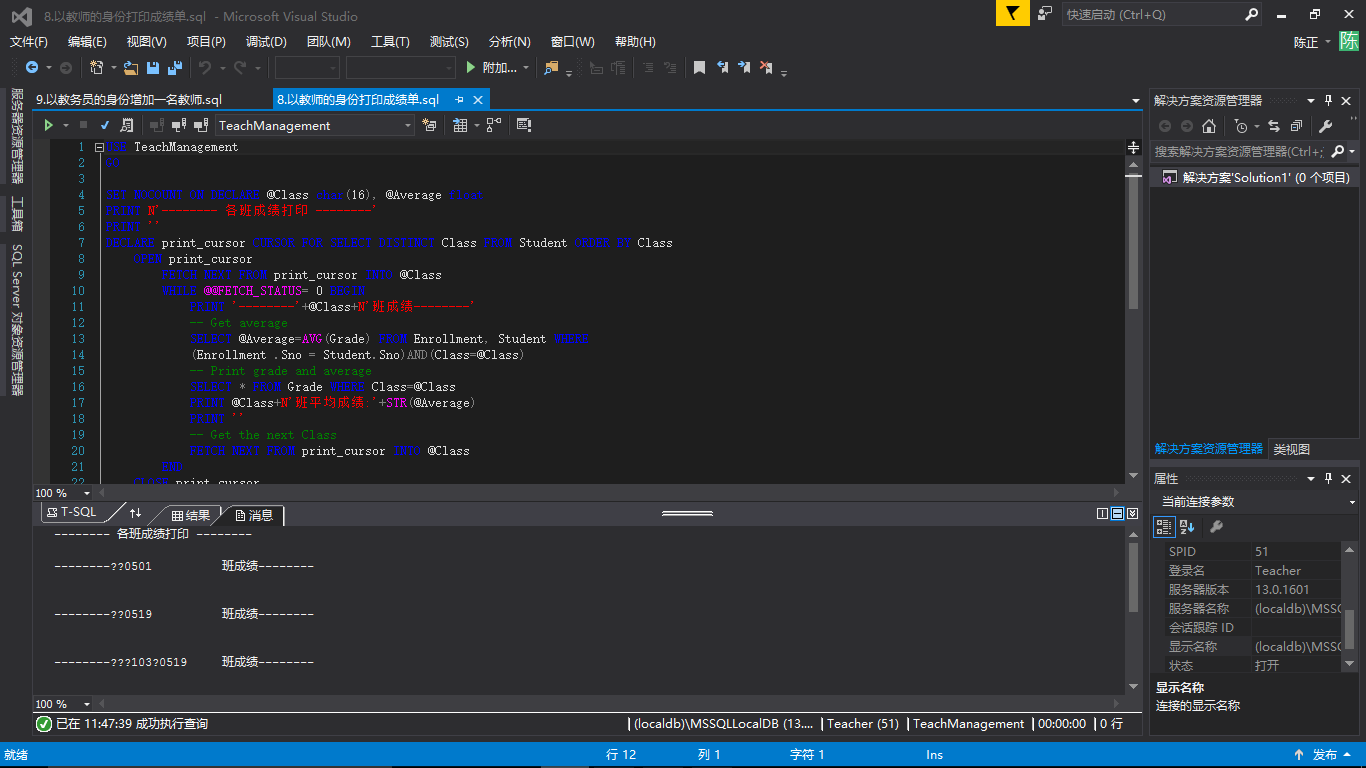 8.以教师的身份打印成绩单.sql - Microsoft Visual Studio
快速启动 (Ctrl+Q)
文件(F) 编辑(E) 视图(V) 项目(P) 调试(D) 团队(M) 工具(T) 测试(S) 分析(N) 窗口(W) 帮助(H)
陈正
陈
附加...
服务器资源管理器
工具箱
SQL Server 对象资源管理器
9.以教务员的身份增加一名教师.sql
8.以教师的身份打印成绩单.sql
TeachManagement
1 USE TeachManagement
2 GO
3
4 SET NOCOUNT ON DECLARE @Class char(16), @Average float
5 PRINT N'-------- 各班成绩打印 --------'
6 PRINT ''
7 DECLARE print_cursor CURSOR FOR SELECT DISTINCT Class FROM Student ORDER BY Class
8 OPEN print_cursor
9 FETCH NEXT FROM print_cursor INTO @Class
10 WHILE @@FETCH_STATUS= 0 BEGIN
11 PRINT '--------'+@Class+N'班成绩--------'
12 -- Get average
13 SELECT @Average=AVG(Grade) FROM Enrollment, Student WHERE
14 (Enrollment .Sno = Student.Sno)AND(Class=@Class)
15 -- Print grade and average
16 SELECT * FROM Grade WHERE Class=@Class
17 PRINT @Class+N'班平均成绩:'+STR(@Average)
18 PRINT ''
19 -- Get the next Class
20 FETCH NEXT FROM print_cursor INTO @Class
21 END
22 CLOSE print_cursor
100 %
T-SQL
结果
消息
-------- 各班成绩打印 --------
--------??0501 班成绩--------
--------??0519 班成绩--------
--------???103?0519 班成绩--------
100 %
已在 11:47:39 成功执行查询
(localdb)\MSSQLLocalDB (13.... Teacher (51) TeachManagement 00:00:00 0 行
解决方案资源管理器
搜索解决方案资源管理器(Ctrl+;
解决方案'Solution1' (0 个项目)
解决方案资源管理器
类视图
属性
当前连接参数
SPID 51
登录名 Teacher
服务器版本 13.0.1601
服务器名称 (localdb)\MSSQ
会话跟踪 ID
显示名称 (localdb)\MSSQ
状态 打开
显示名称
连接的显示名称
就绪
行 12
列 1
字符 1
Ins
发布